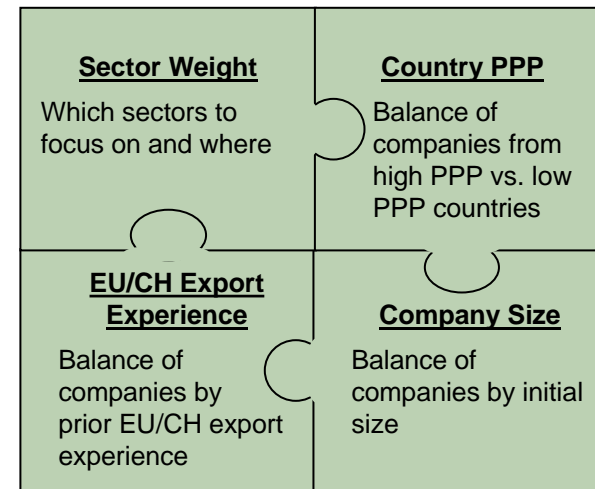 Sector Weight
Which sectors to
focus on and where
Country PPP
Balance of
companies from
high PPP vs. low
PPP countries
EU/CH Export
Experience
Balance of
companies by
prior EU/CH export
experience
Company Size
Balance of
companies by initial
size